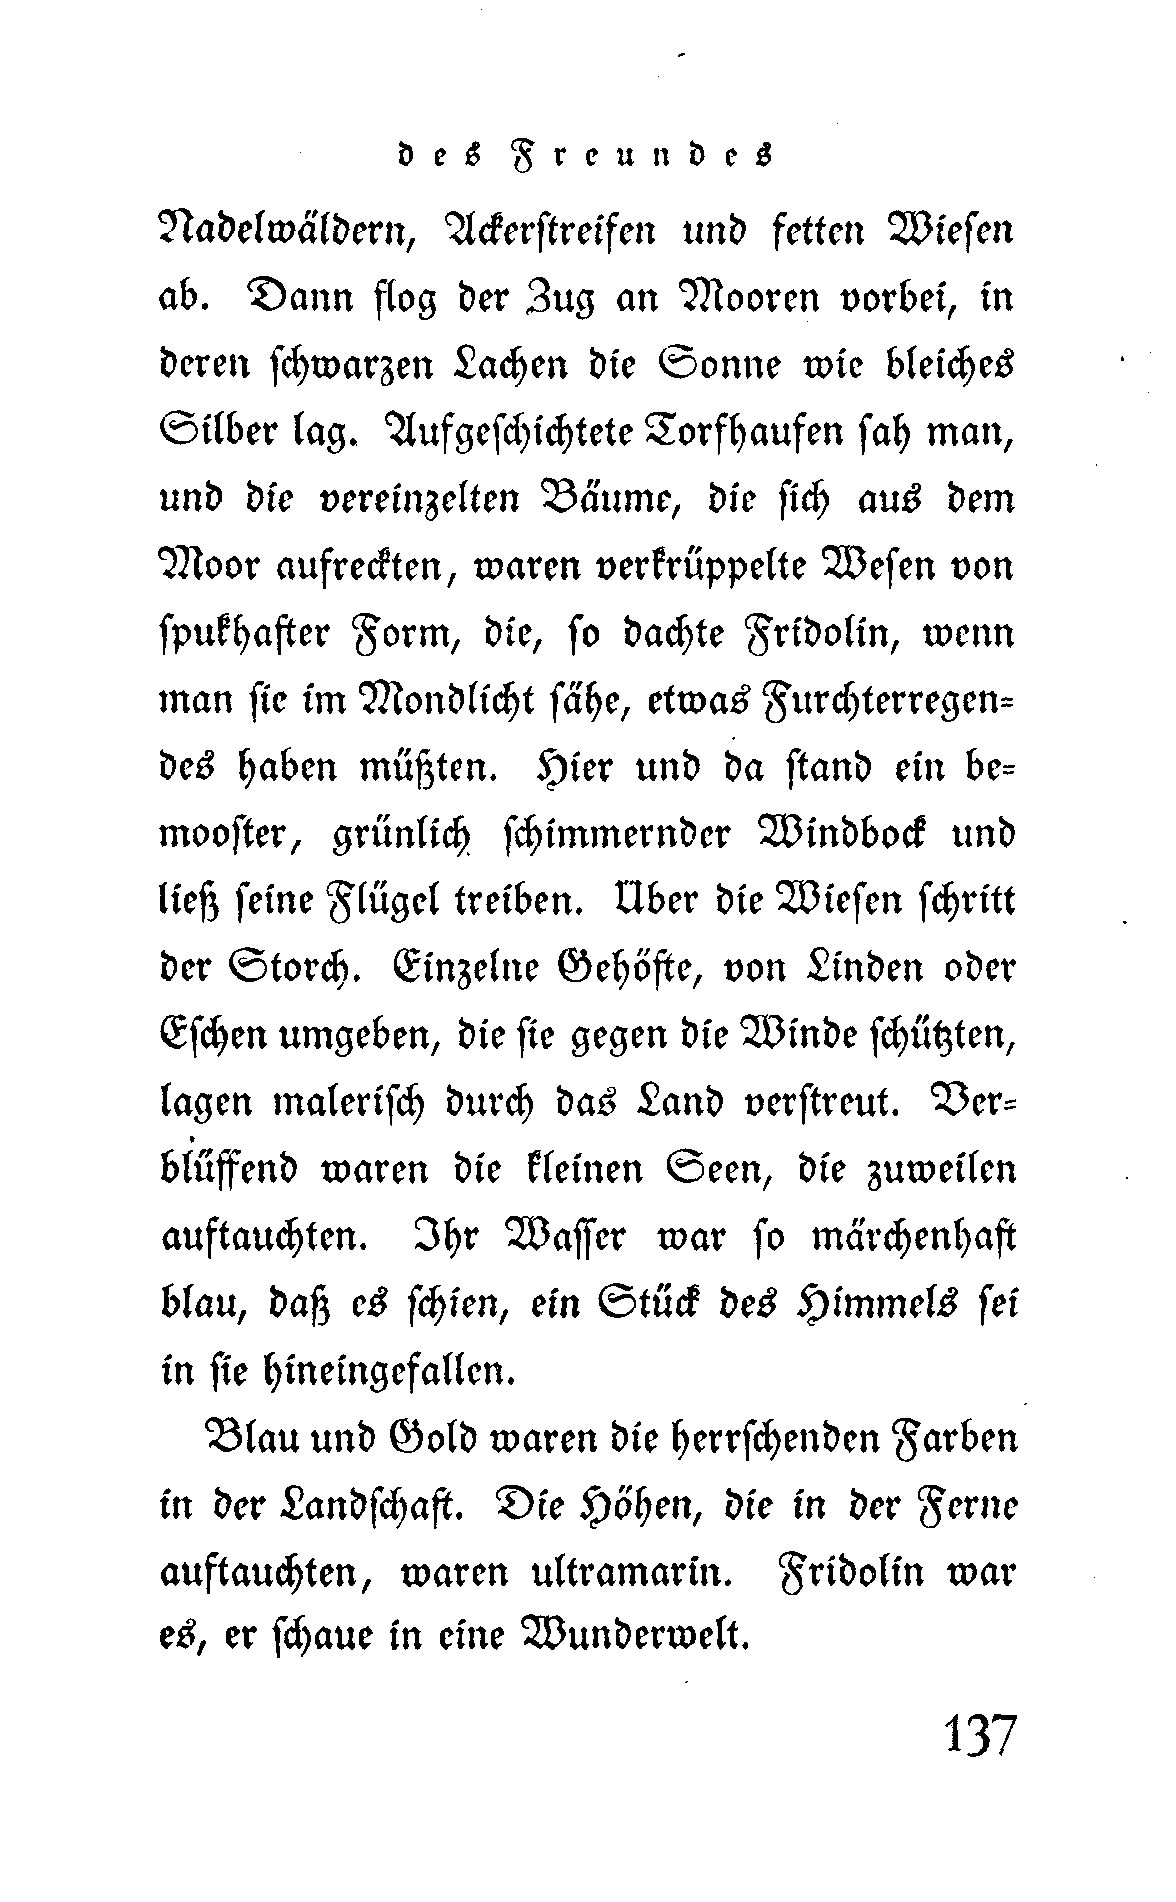 des Freundes
Nadelwäldern, Ackerstreifen und fetten Wiesen
ab. Dann flog der Zug an Mooren vorbei, in
deren schwarzen Lachen die Sonne wie bleiches
Silber lag. Aufgeschichtete Torfhaufen sah man,
und die vereinzelten Bäume, die sich aus dem
Moor aufreckten, waren verkrüppelte Wesen von
spukhafter Form, die, so dachte Fridolin, wenn
man sie im Mondlicht sähe, etwas Furchterregen-
des haben müßten. Hier und da stand ein be-
mooster, grünlich schimmernder Windbock und
ließ seine Flügel treiben. Über die Wiesen schritt
der Storch. Einzelne Gehöfte, von Linden oder
Eschen umgeben, die sie gegen die Winde schützten,
lagen malerisch durch das Land verstreut. Ver-
blüffend waren die kleinen Seen, die zuweilen
auftauchten. Ihr Wasser war so märchenhaft
blau, daß es schien, ein Stück des Himmels sei
in sie hineingefallen.
Blau und Gold waren die herrschenden Farben
in der Landschaft. Die Höhen, die in der Ferne
auftauchten, waren ultramarin. Fridolin war
es, er schaue in eine Wunderwelt.
137